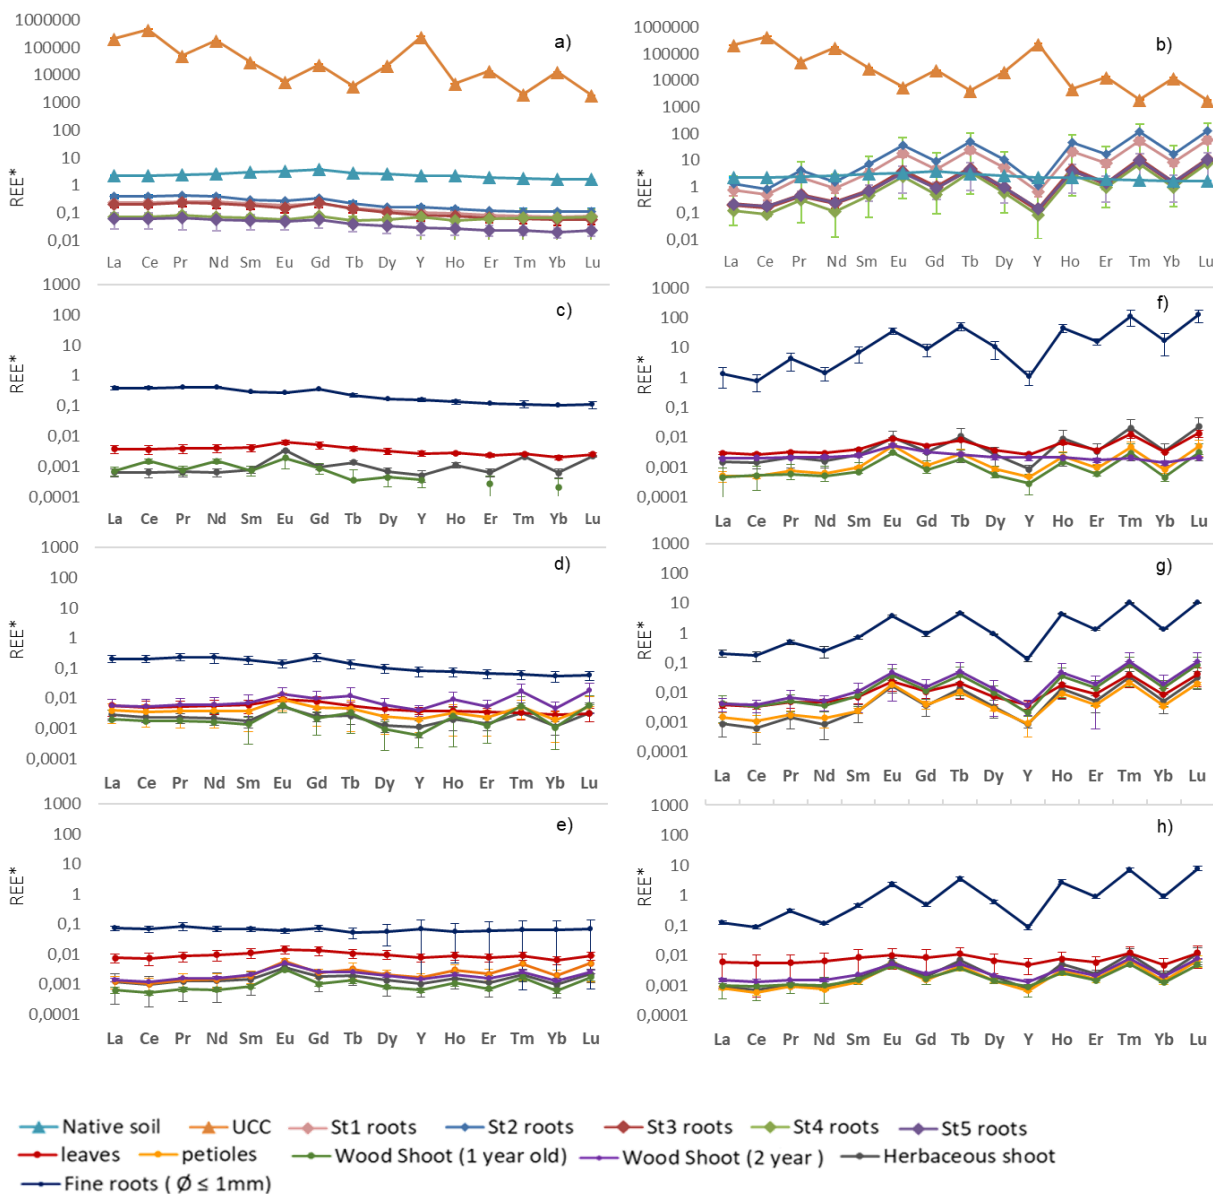 a)
1000000
100000
10000
1000
100
10
1
0,1
0,01
REE*
La Ce Pr Nd Sm Eu Gd Tb Dy Y Ho Er Tm Yb Lu
b)
1000000
100000
10000
1000
100
10
1
0,1
0,01
La Ce Pr Nd Sm Eu Gd Tb Dy Y Ho Er Tm Yb Lu
c)
1000
100
10
1
0,1
0,01
0,001
0,0001
REE*
La Ce Pr Nd Sm Eu Gd Tb Dy Y Ho Er Tm Yb Lu
f)
1000
100
10
1
0,1
0,01
0,001
0,0001
REE*
La Ce Pr Nd Sm Eu Gd Tb Dy Y Ho Er Tm Yb Lu
d)
1000
100
10
1
0,1
0,01
0,001
0,0001
REE*
La Ce Pr Nd Sm Eu Gd Tb Dy Y Ho Er Tm Yb Lu
g)
1000
100
10
1
0,1
0,01
0,001
0,0001
REE*
La Ce Pr Nd Sm Eu Gd Tb Dy Y Ho Er Tm Yb Lu
e)
1000
100
10
1
0,1
0,01
0,001
0,0001
REE*
La Ce Pr Nd Sm Eu Gd Tb Dy Y Ho Er Tm Yb Lu
h)
1000
100
10
1
0,1
0,01
0,001
0,0001
REE*
La Ce Pr Nd Sm Eu Gd Tb Dy Y Ho Er Tm Yb Lu
Native soil UCC St1 roots St2 roots St3 roots St4 roots St5 roots
leaves petioles Wood Shoot (1 year old) Wood Shoot (2 year ) Herbaceous shoot
Fine roots ( Ø ≤ 1mm)